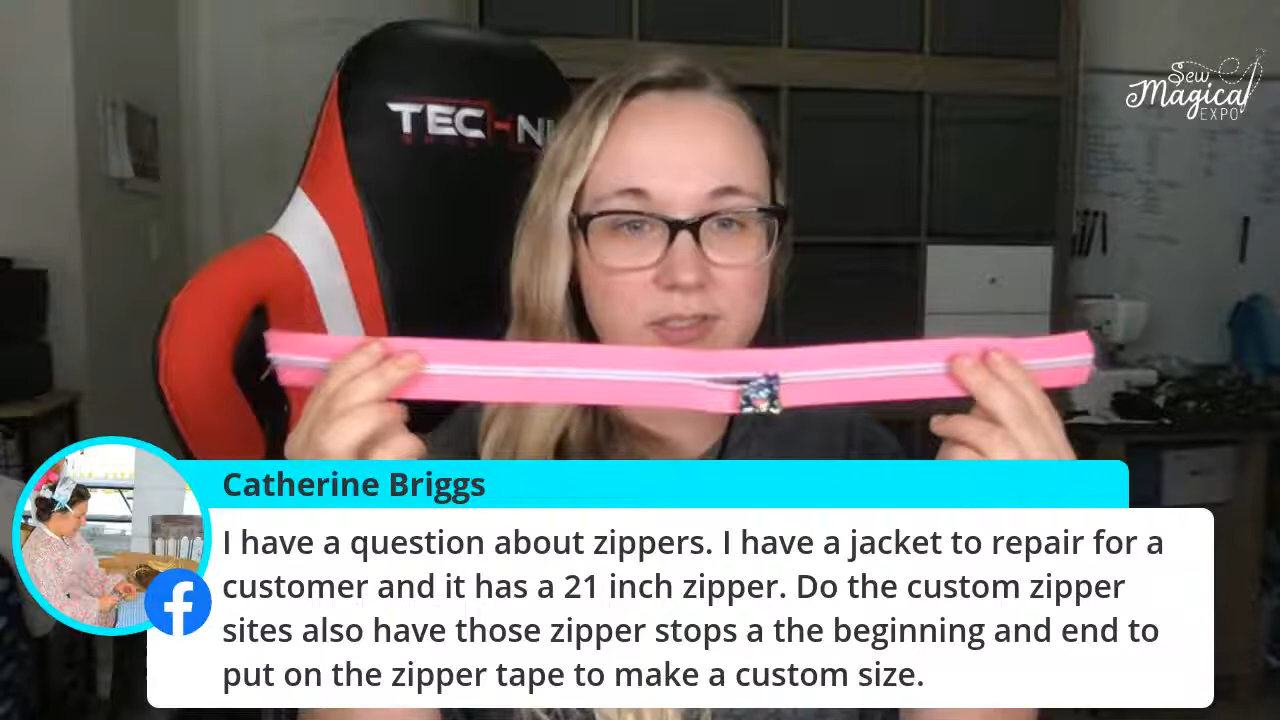 TEC-N
Sew
Magical
EXPO
Catherine Briggs
I have a question about zippers. I have a jacket to repair for a
customer and it has a 21 inch zipper. Do the custom zipper
sites also have those zipper stops a the beginning and end to
put on the zipper tape to make a custom size.